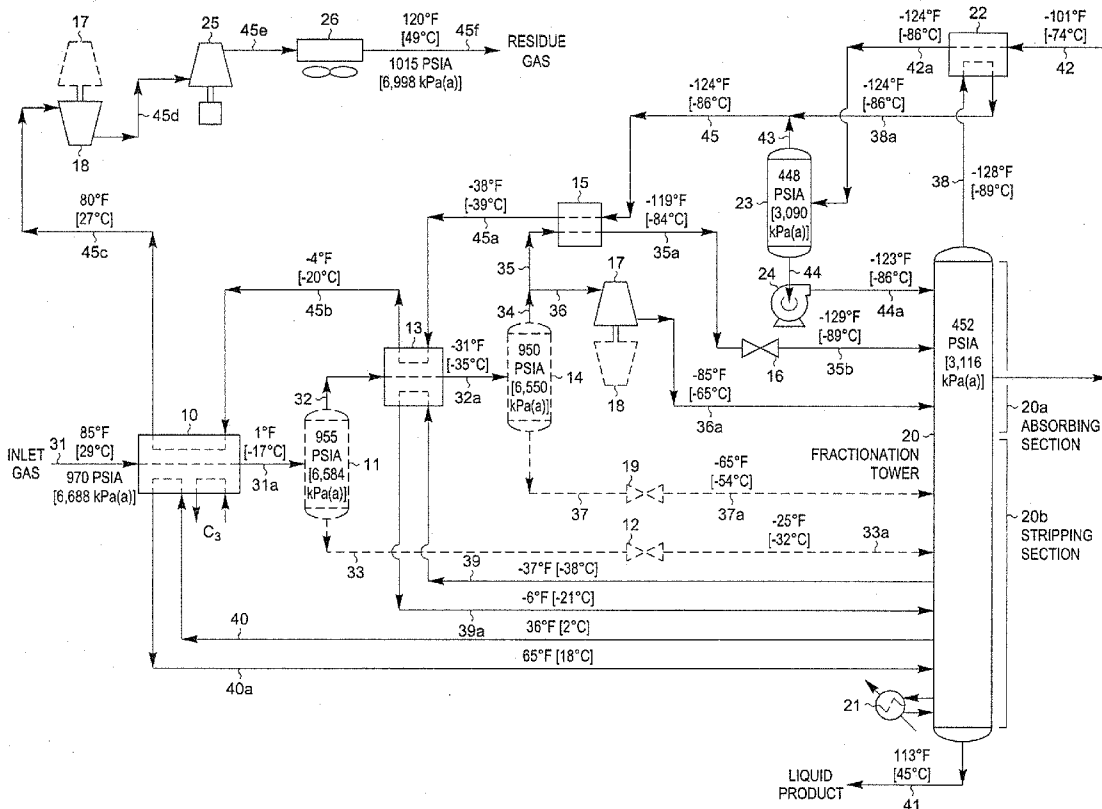 17
25
26
45e
120°F
[49°C]
45f
1015 PSIA
[6,998 kPa(a)]
RESIDUE
GAS
45d
18
80°F
[27°C]
45c
-124°F
[-86°C]
42a
22
-101°F
[-74°C]
42
-124°F
[-86°C]
45
43
-124°F
[-86°C]
38a
38
-128°F
[-89°C]
23
448
PSIA
[3,090
kPa(a)]
-38°F
[-39°C]
45a
15
-119°F
[-84°C]
35a
35
17
34
36
24
44
-123°F
[-86°C]
44a
-4°F
[-20°C]
45b
13
-31°F
[-35°C]
32a
950
PSIA
[6,550
kPa(a)]
14
18
16
-129°F
[-89°C]
35b
452
PSIA
[3,116
kPa(a)]
-85°F
[-65°C]
36a
20
FRACTIONATION
TOWER
20a
ABSORBING
SECTION
32
10
INLET
GAS
31
85°F
[29°C]
970 PSIA
[6,688 kPa(a)]
1°F
[-17°C]
31a
955
PSIA
[6,584
kPa(a)]
11
C3
37
19
-65°F
[-54°C]
37a
33
12
-25°F
[-32°C]
33a
20b
STRIPPING
SECTION
39
-37°F [-38°C]
-6°F [-21°C]
39a
40
36°F [2°C]
65°F [18°C]
40a
21
LIQUID
PRODUCT
113°F
[45°C]
41